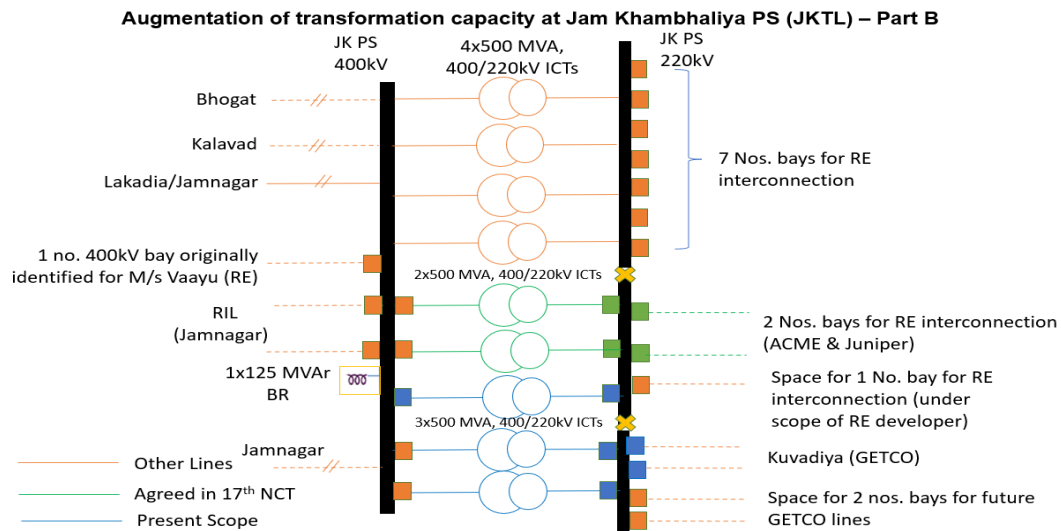 Augmentation of transformation capacity at Jam Khambhaliya PS (JKTL) – Part B
JK PS
400kV
4x500 MVA,
400/220kV ICTs
JK PS
220kV
Bhogat
Kalavad
Lakadia/Jamnagar
7 Nos. bays for RE
interconnection
1 no. 400kV bay originally
identified for M/s Vaayu (RE)
2x500 MVA, 400/220kV ICTs
RIL
(Jamnagar)
2 Nos. bays for RE interconnection
(ACME & Juniper)
1x125 MVAr
BR
Space for 1 No. bay for RE
interconnection (under
scope of RE developer)
3x500 MVA, 400/220kV ICTs
Jamnagar
Kuvadiya (GETCO)
Space for 2 nos. bays for future
GETCO lines
Other Lines
Agreed in 17th NCT
Present Scope